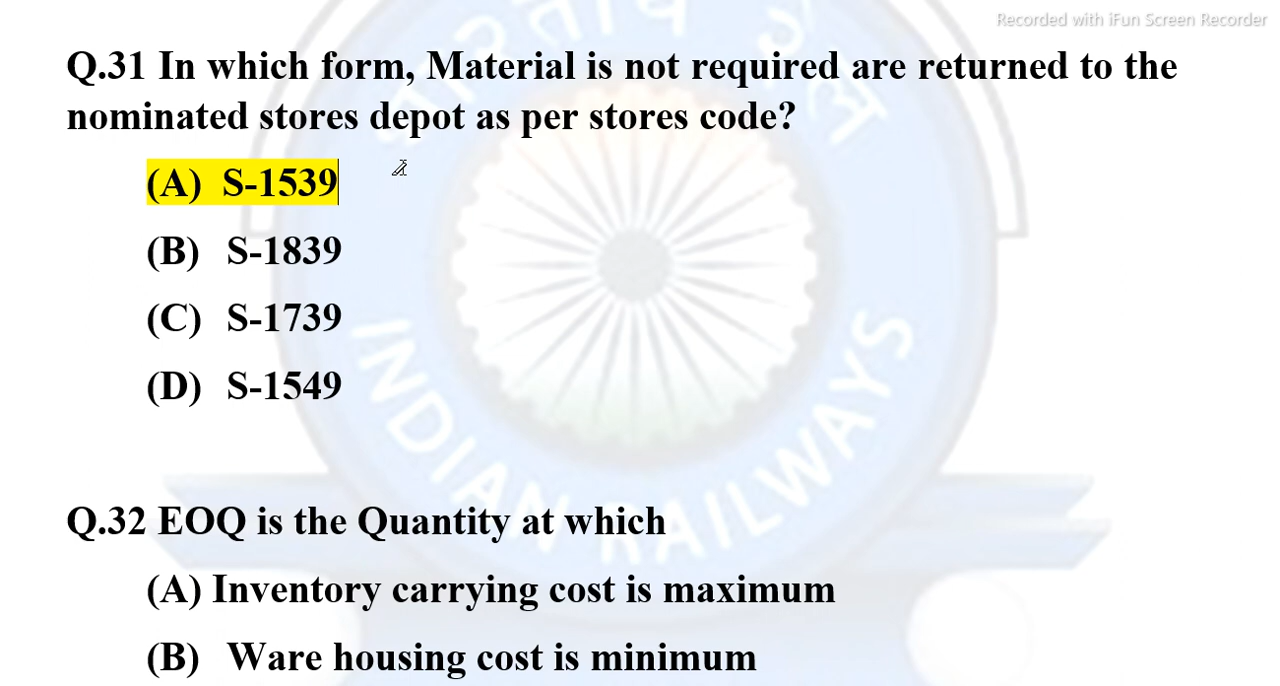 Recorded with iFun Screen Recorder
Q.31 In which form, Material is not required are returned to the
nominated stores depot as per stores code?
(A) S-1539
(B) S-1839
(C) S-1739
(D) S-1549
INDIAN RAILWAYS
Q.32 EOQ is the Quantity at which
(A) Inventory carrying cost is maximum
(B) Ware housing cost is minimum